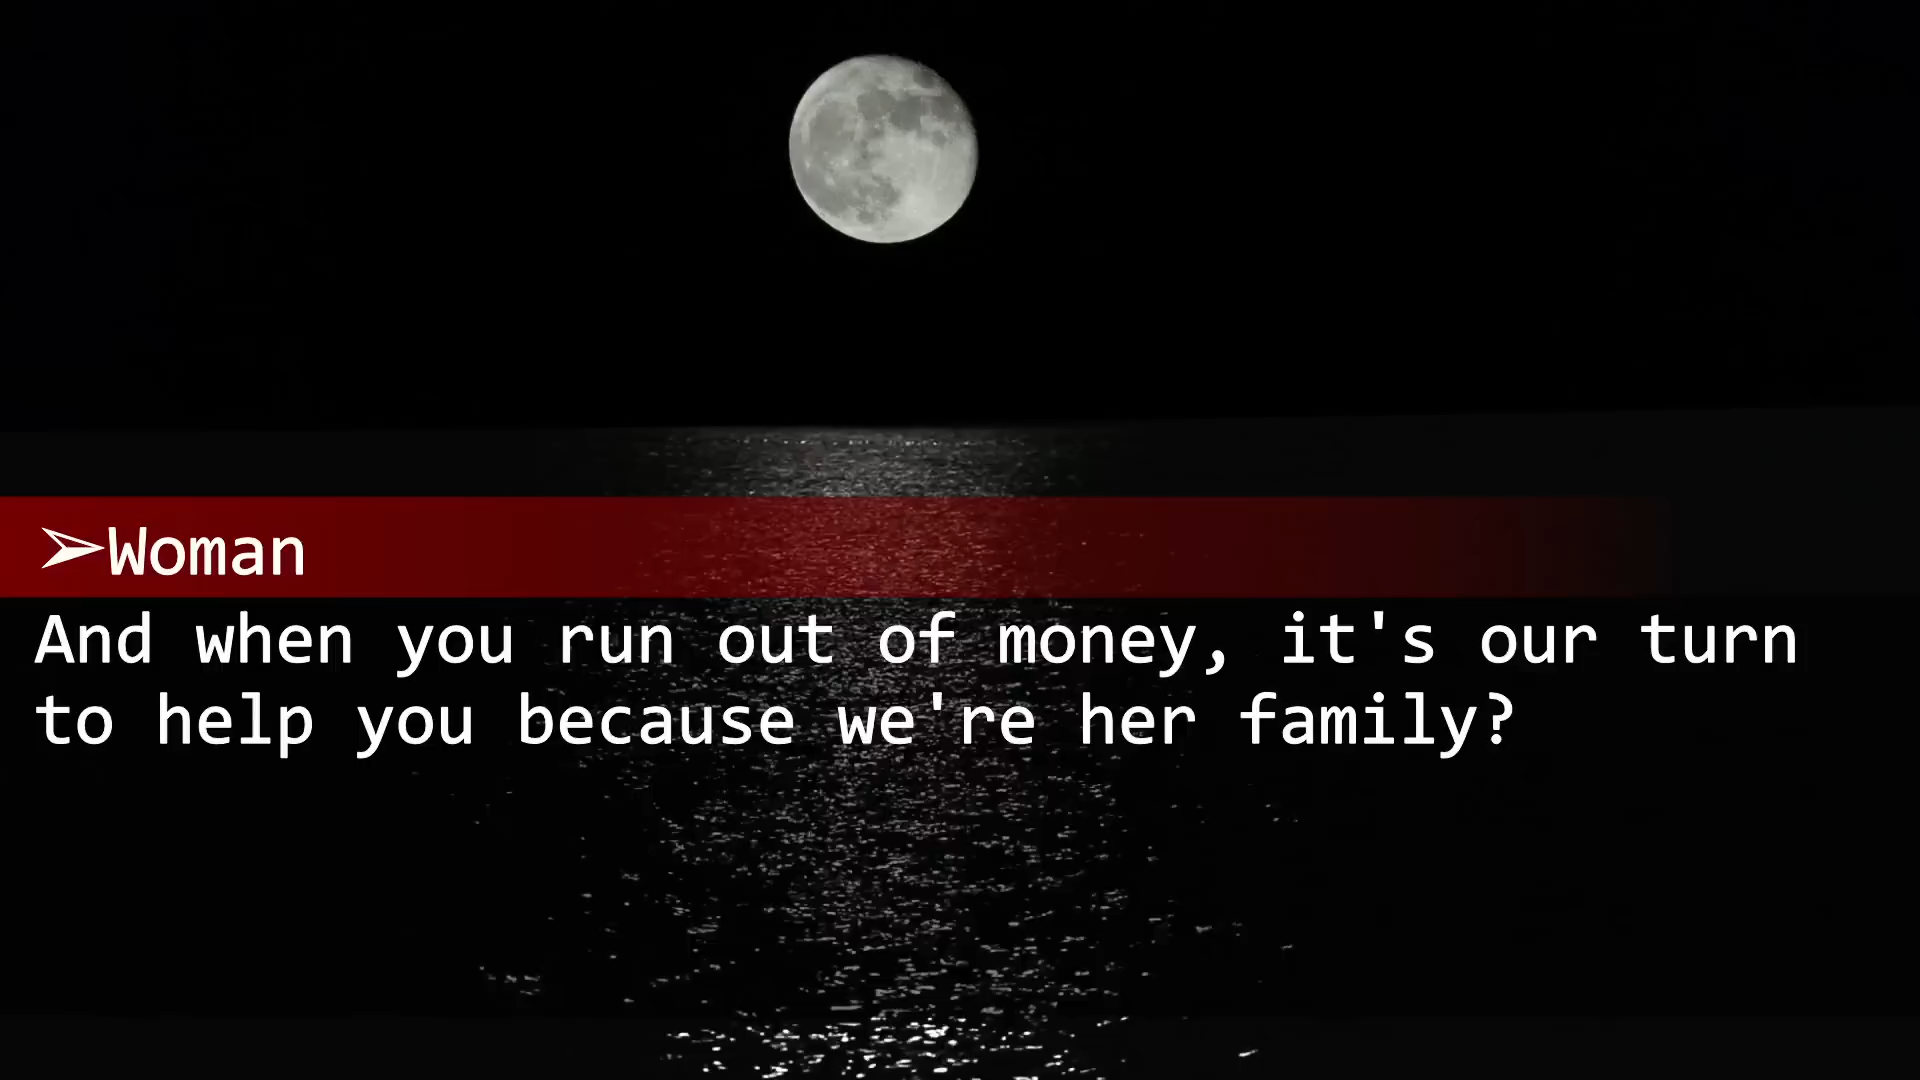 ➢Woman
And when you run out of money, it's our turn
to help you because we're her family?